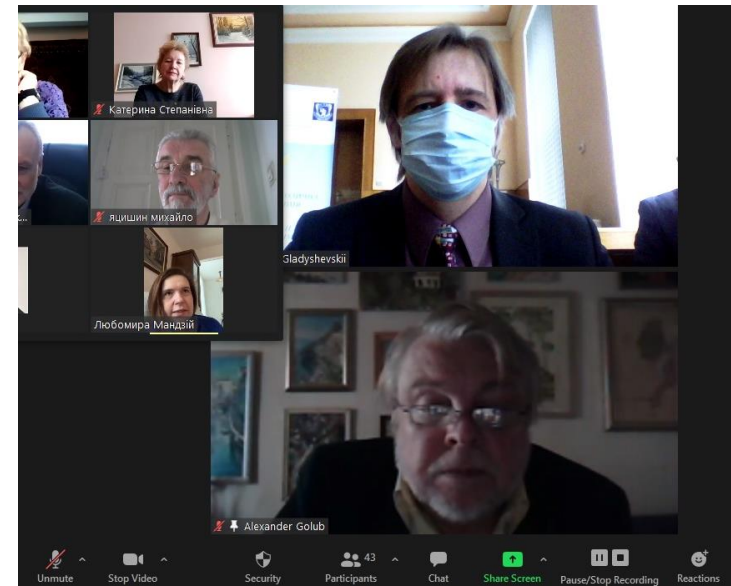 Катерина Степанівна
яцишин михайло
Любомира Мандзій
Gladyshevskii
Alexander Golub
Unmute
Stop Video
Security
43
Participants
Chat
Share Screen
Pause/Stop Recording
Reactions